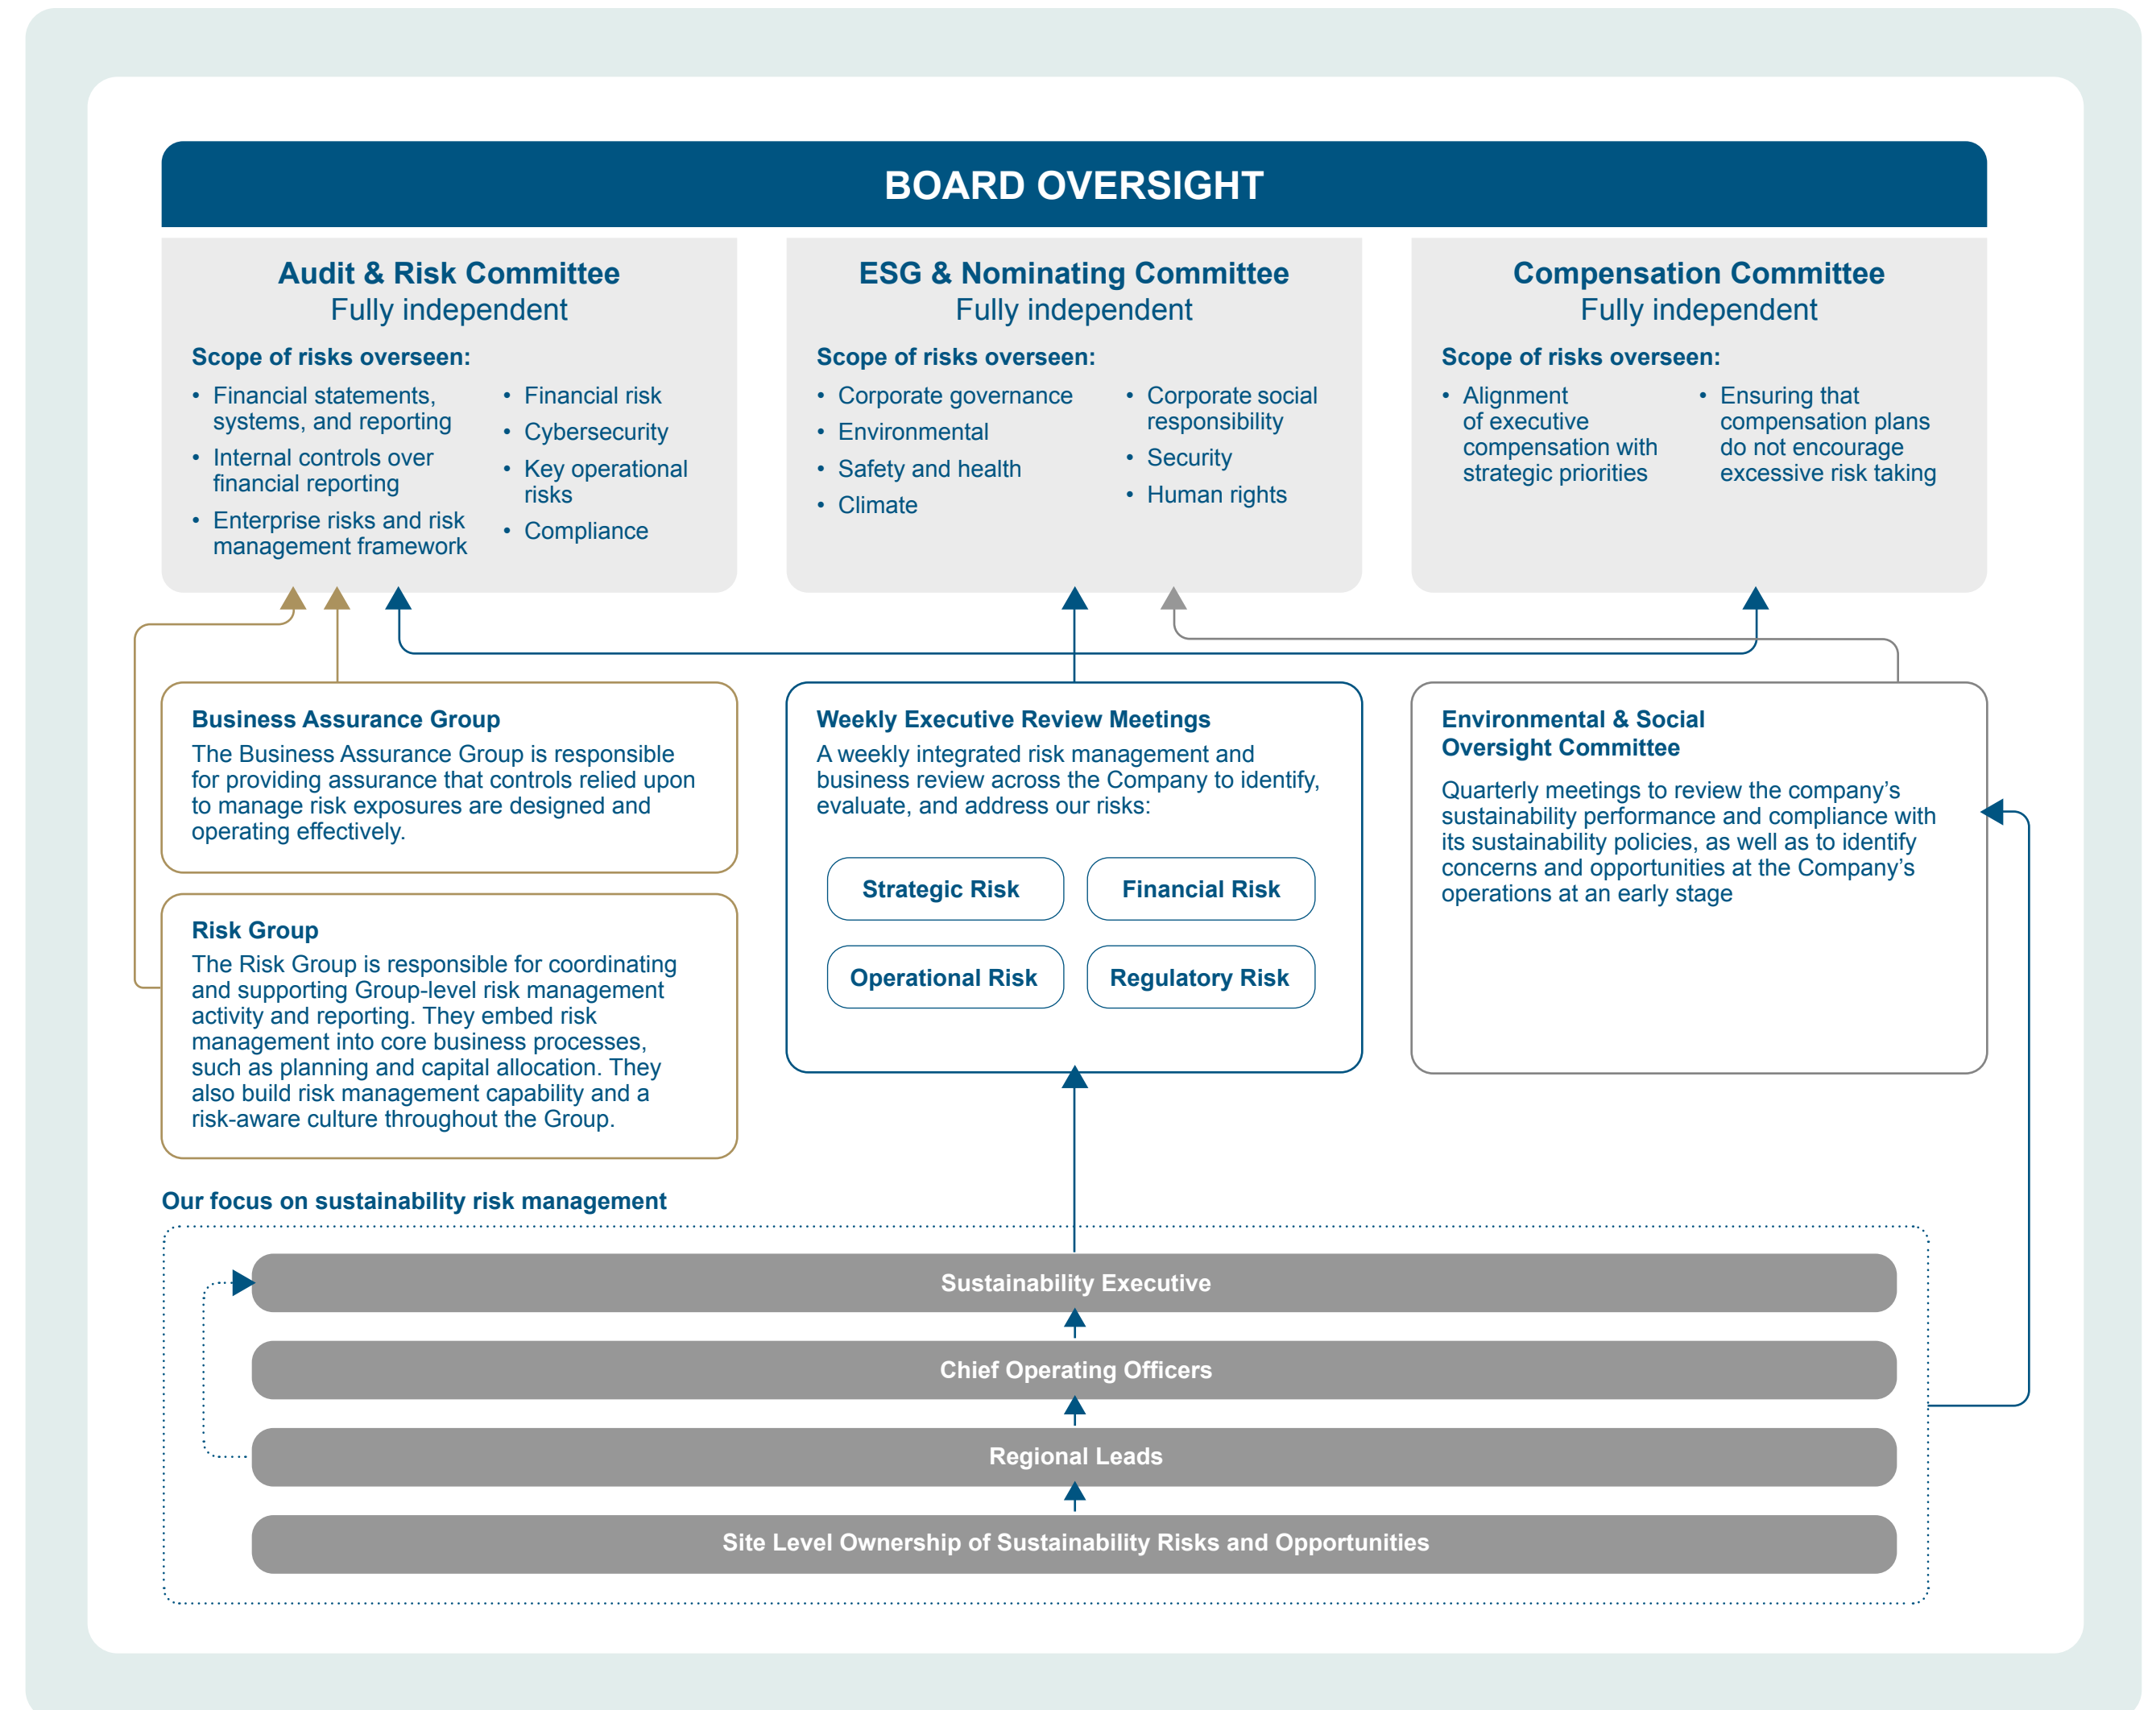 BOARD OVERSIGHT
Audit & Risk Committee
Fully independent
Scope of risks overseen:
• Financial statements,
systems, and reporting
• Internal controls over
financial reporting
• Enterprise risks and risk
management framework
• Financial risk
• Cybersecurity
• Key operational
risks
• Compliance
ESG & Nominating Committee
Fully independent
Scope of risks overseen:
• Corporate governance
• Environmental
• Safety and health
• Climate
• Corporate social
responsibility
• Security
• Human rights
Compensation Committee
Fully independent
Scope of risks overseen:
• Alignment
of executive
compensation with
strategic priorities
• Ensuring that
compensation plans
do not encourage
excessive risk taking
Business Assurance Group
The Business Assurance Group is responsible
for providing assurance that controls relied upon
to manage risk exposures are designed and
operating effectively.
Risk Group
The Risk Group is responsible for coordinating
and supporting Group-level risk management
activity and reporting. They embed risk
management into core business processes,
such as planning and capital allocation. They
also build risk management capability and a
risk-aware culture throughout the Group.
Weekly Executive Review Meetings
A weekly integrated risk management and
business review across the Company to identify,
evaluate, and address our risks:
Strategic Risk
Financial Risk
Operational Risk
Regulatory Risk
Environmental & Social
Oversight Committee
Quarterly meetings to review the company’s
sustainability performance and compliance with
its sustainability policies, as well as to identify
concerns and opportunities at the Company’s
operations at an early stage
Our focus on sustainability risk management
Sustainability Executive
Chief Operating Officers
Regional Leads
Site Level Ownership of Sustainability Risks and Opportunities